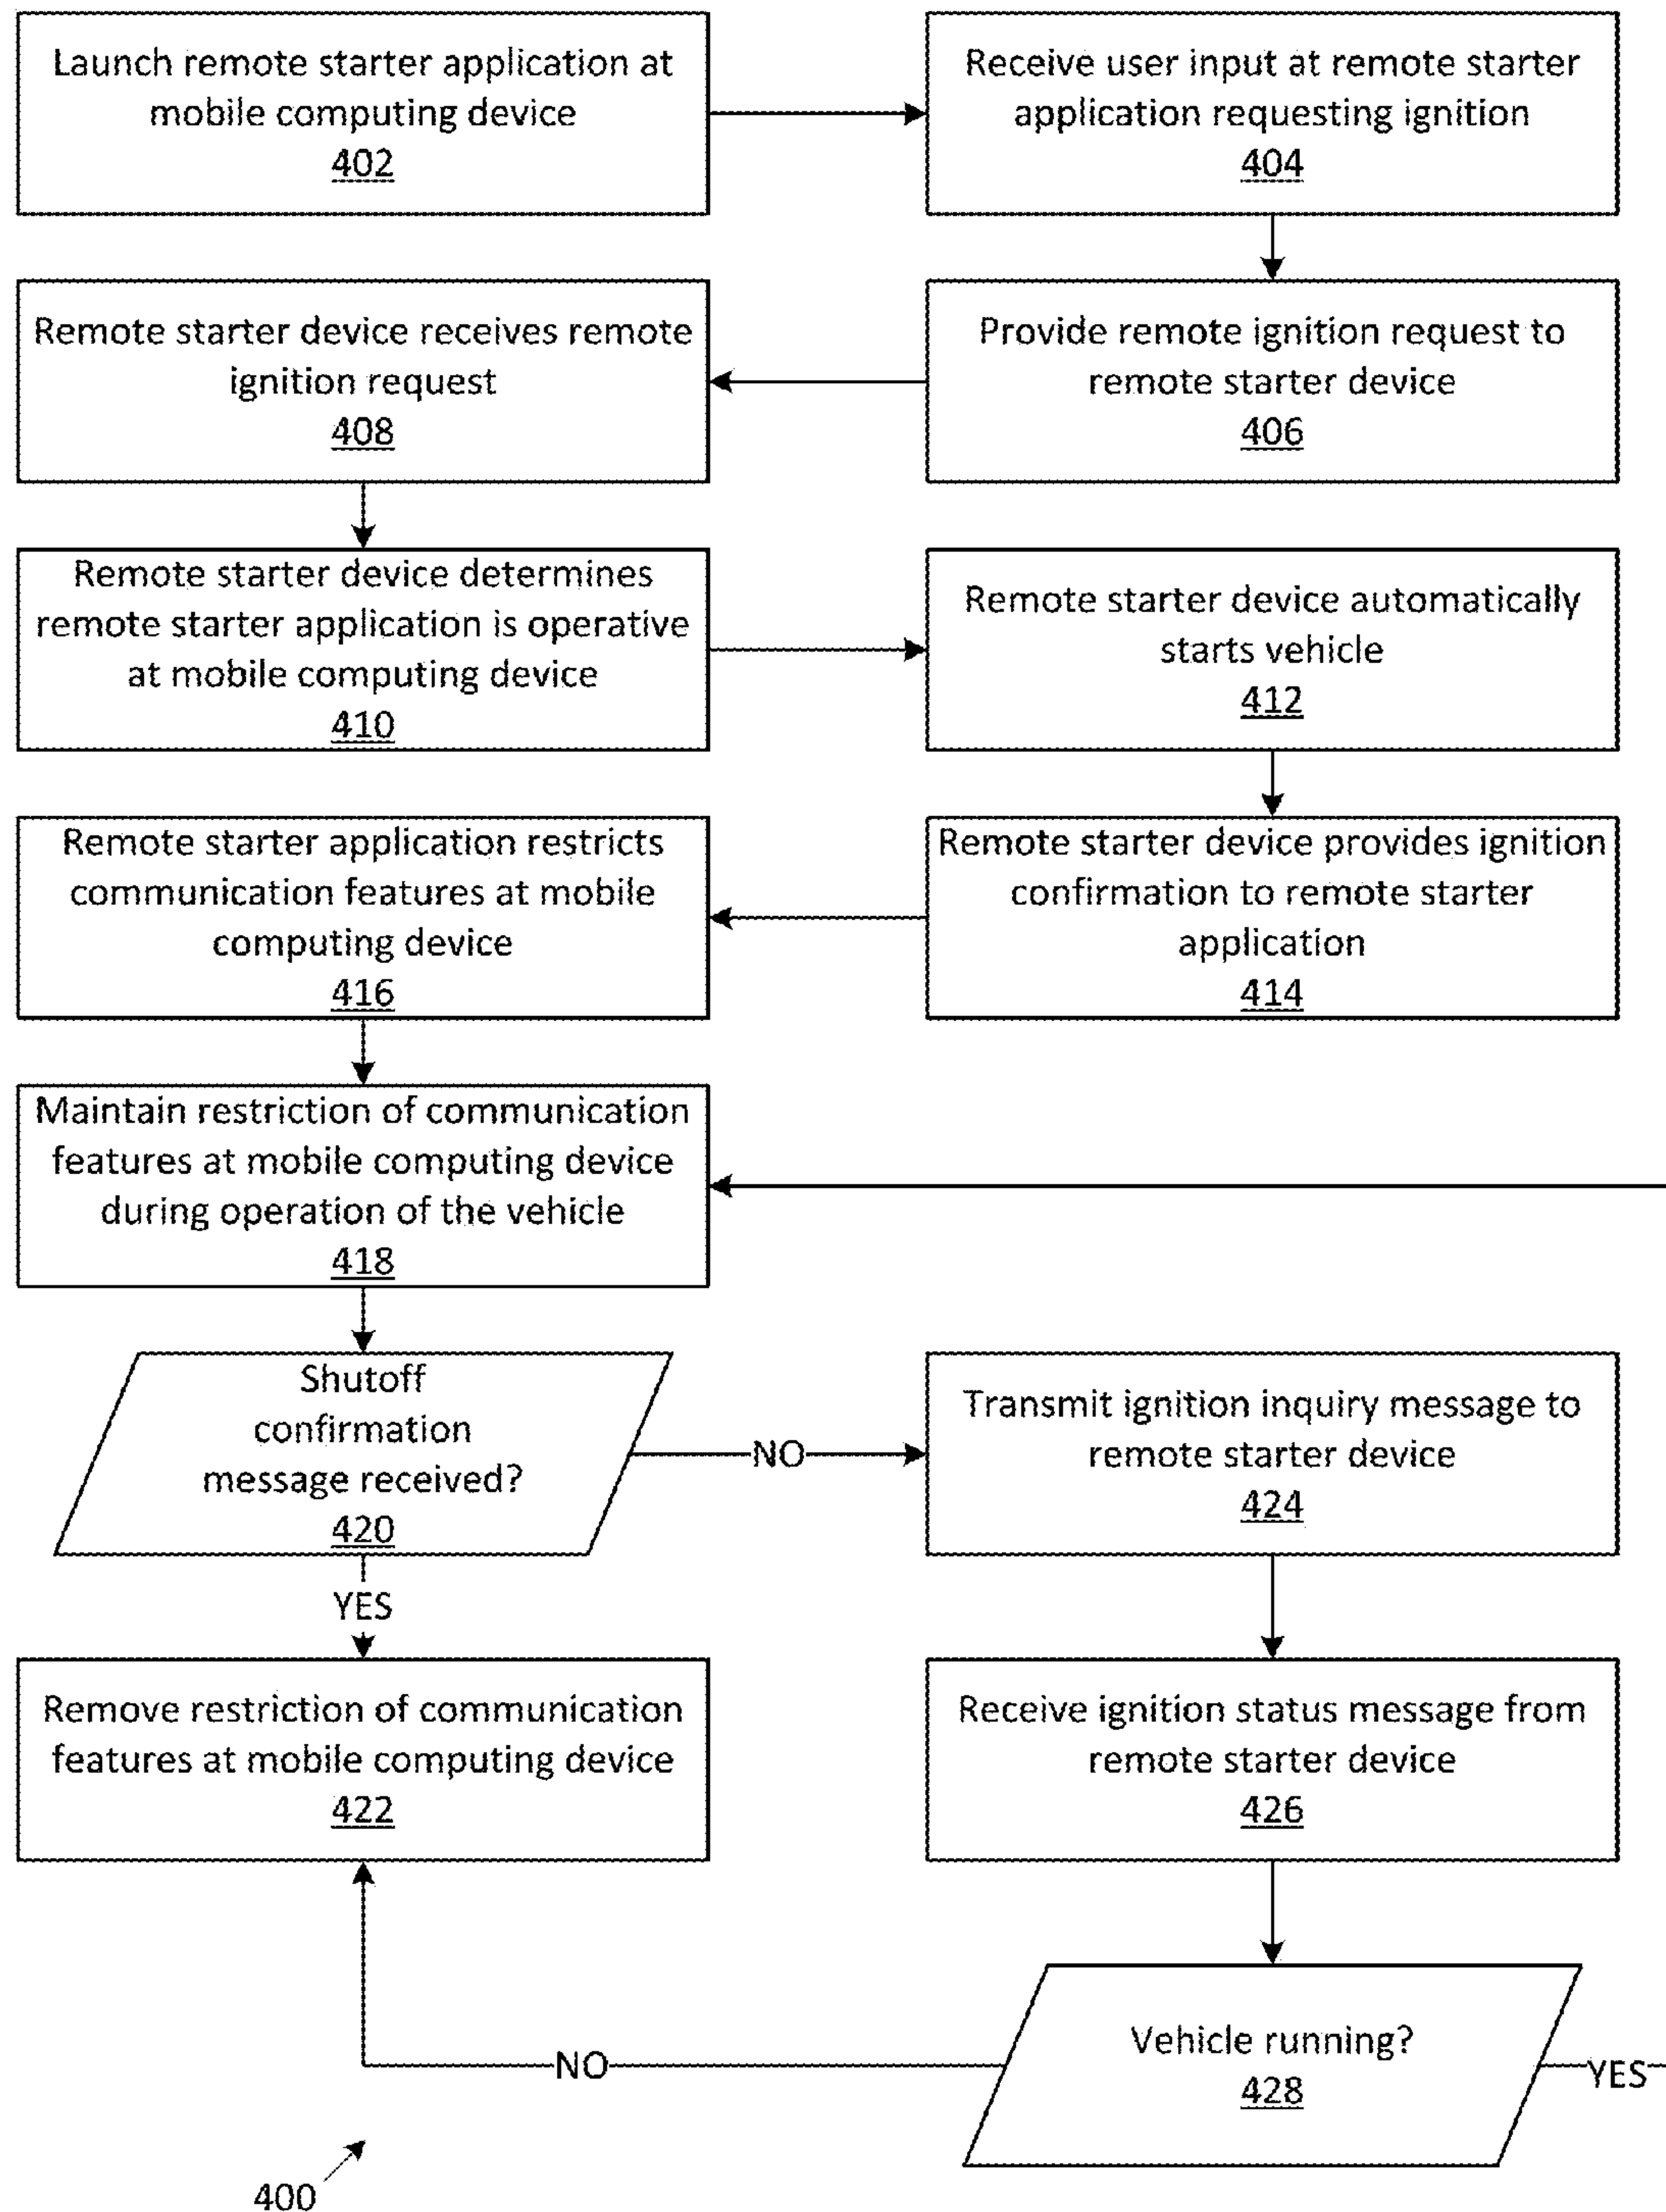 Launch remote starter application at
mobile computing device
402
Receive user input at remote starter
application requesting ignition
404
Provide remote ignition request to
remote starter device
406
Remote starter device receives remote
ignition request
408
Remote starter device determines
remote starter application is operative
at mobile computing device
410
Remote starter device automatically
starts vehicle
412
Remote starter device provides ignition
confirmation to remote starter
application
414
Remote starter application restricts
communication features at mobile
computing device
416
Maintain restriction of communication
features at mobile computing device
during operation of the vehicle
418
Shutoff
confirmation
message received?
420
NO
YES
Transmit ignition inquiry message to
remote starter device
424
Remove restriction of communication
features at mobile computing device
422
Receive ignition status message from
remote starter device
426
Vehicle running?
428
NO
YES
400